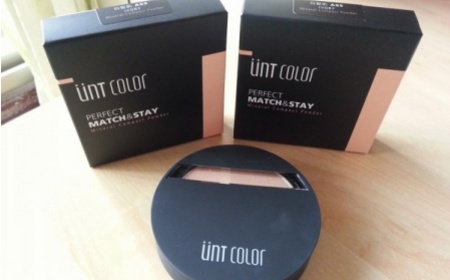 ÜNT COLOR
PERFECT
MATCH&STAY
Mineral Compact Powder
ÜNT COLOR
PERFECT
MATCH&STAY
Mineral Compact Powder
ÜNT COLOR